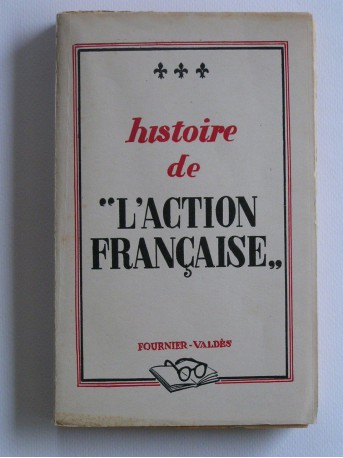 histoire
de
“L'ACTION
FRANÇAISE„
FOURNIER-VALDÈS